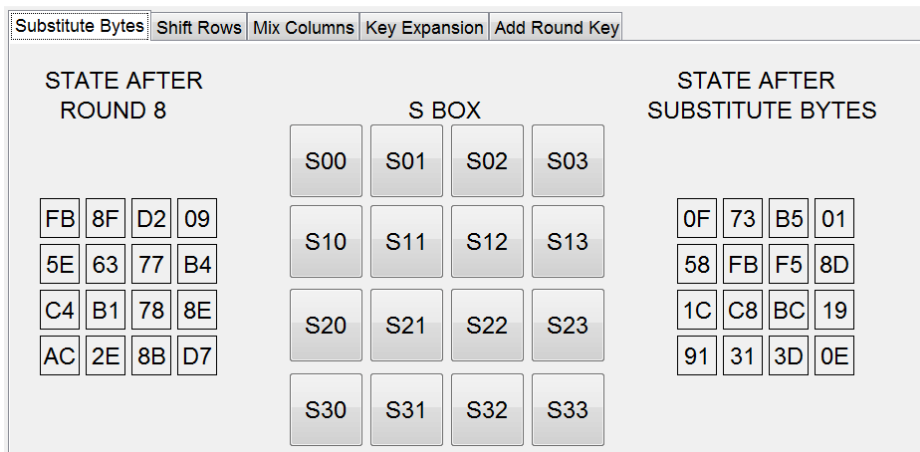 Substitute Bytes Shift Rows Mix Columns Key Expansion Add Round Key
STATE AFTER
ROUND 8
FB 8F D2 09
5E 63 77 B4
C4 B1 78 8E
AC 2E 8B D7
S BOX
S00 S01 S02 S03
S10 S11 S12 S13
S20 S21 S22 S23
S30 S31 S32 S33
STATE AFTER
SUBSTITUTE BYTES
0F 73 B5 01
58 FB F5 8D
1C C8 BC 19
91 31 3D 0E